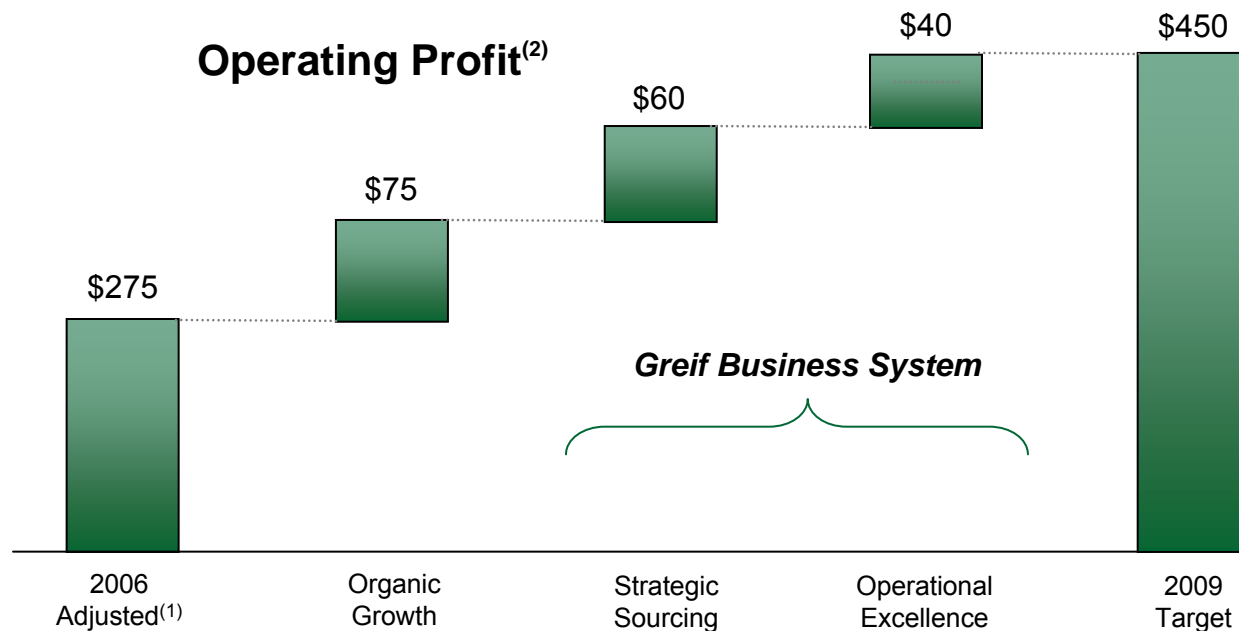 Operating Profit(2)
$40
$450
$60
$75
$275
Greif Business System
2006
Adjusted(1)
Organic
Growth
Strategic
Sourcing
Operational
Excellence
2009
Target